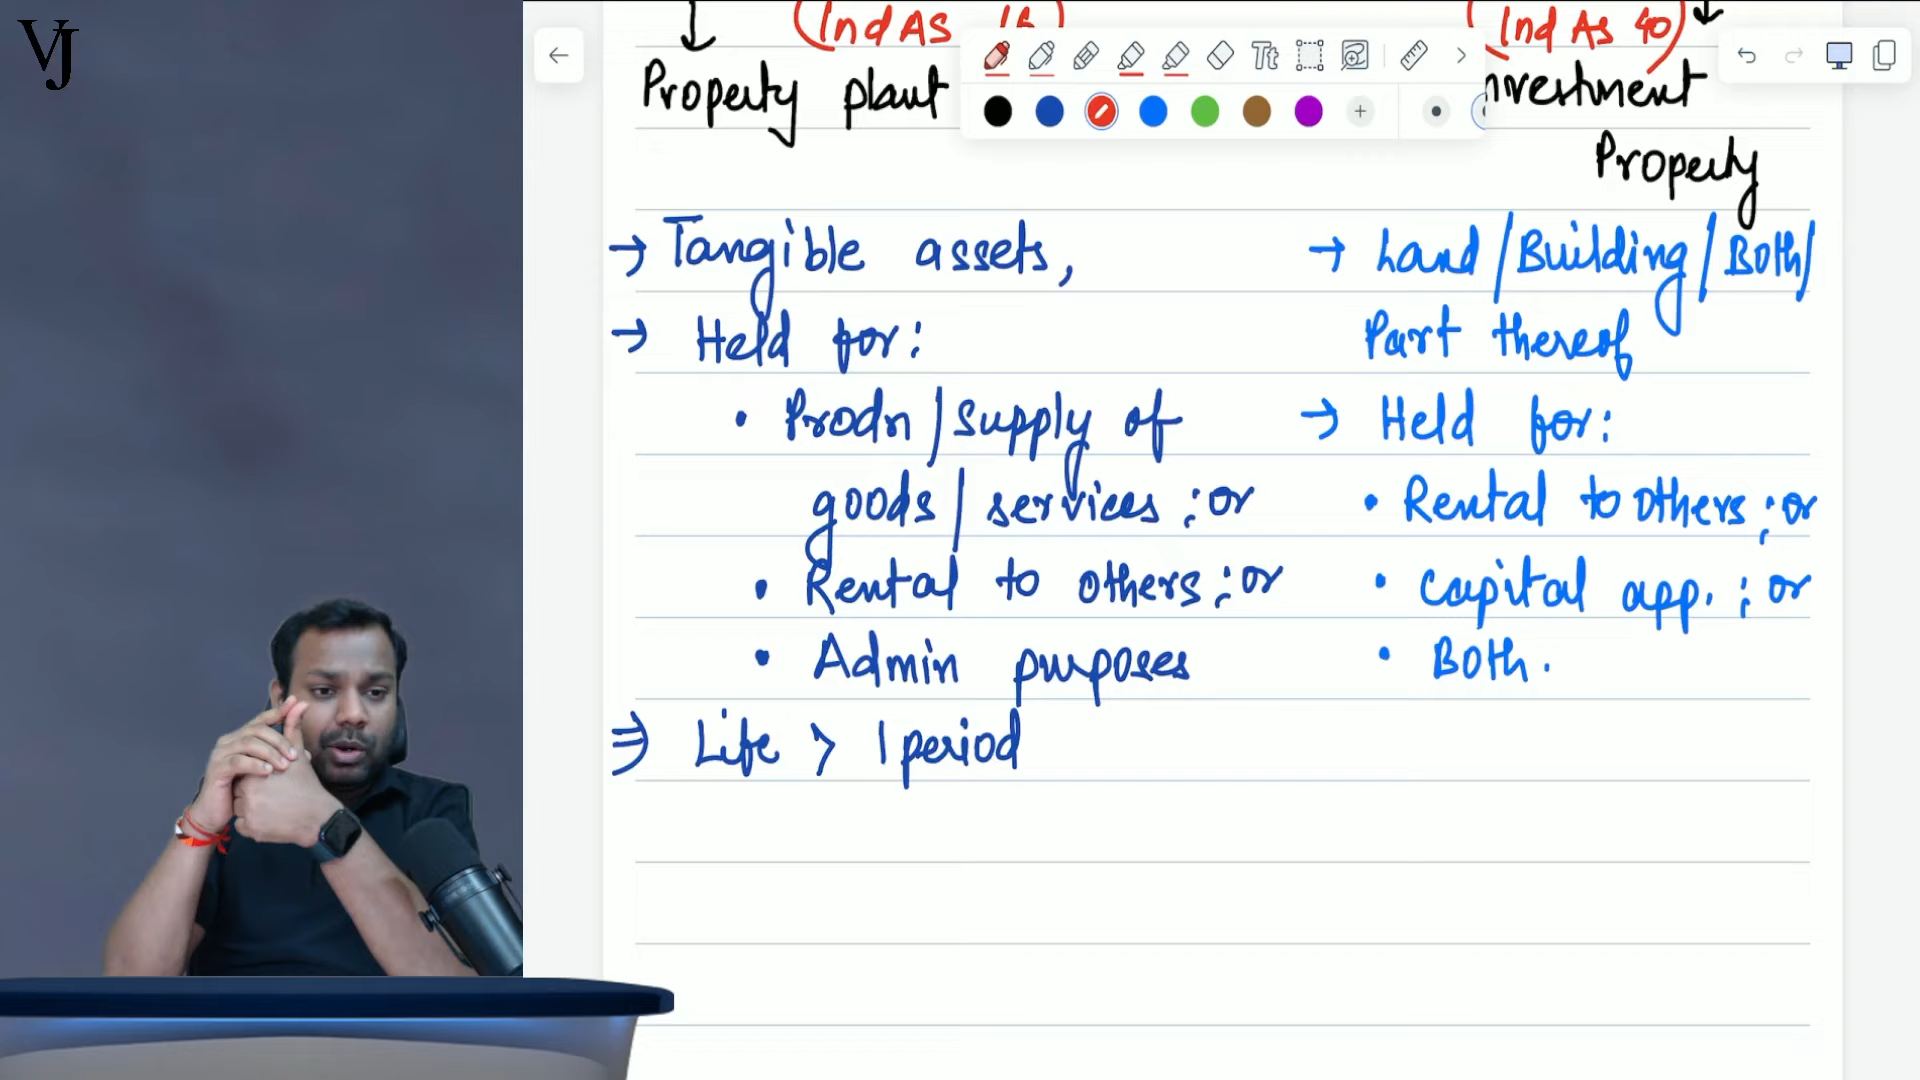 VJ
(Ind AS 16)
(Ind AS 40)
Property plant
Property
Tt
→ Tangible assets,
→ Held for:
• Prodn/supply of
goods/services; or
• Rental to others; or
• Admin purposes
⇒ Life > 1 period
→ Land/Building/Both/
Part thereof
→ Held for:
• Rental to others; or
• Capital app.; or
• Both.